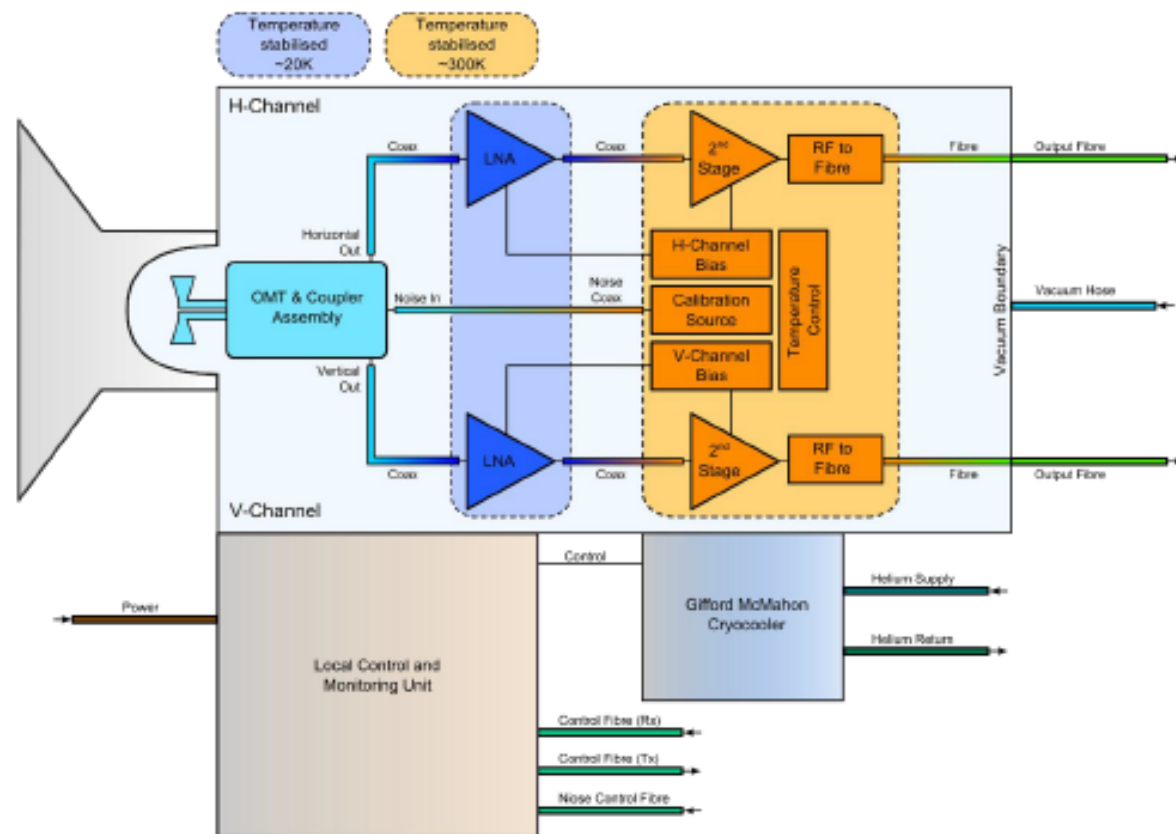 Temperature
stabilised
~20K
Temperature
stabilised
~300K
H-Channel
Coax
LNA
Coax
2nd
Stage
RF to
Fibre
Fibre
Output Fibre
Horizontal
Out
H-Channel
Bias
OMT & Coupler
Assembly
Noise In
Noise
Coax
Calibration
Source
Temperature
Control
Vacuum Boundary
Vacuum Hose
Vertical
Out
V-Channel
Bias
Coax
LNA
Coax
2nd
Stage
RF to
Fibre
Fibre
Output Fibre
V-Channel
Control
Power
Gifford McMahon
Cryocooler
Helium Supply
Helium Return
Local Control and
Monitoring Unit
Control Fibre (Rx)
Control Fibre (Tx)
Niose Control Fibre